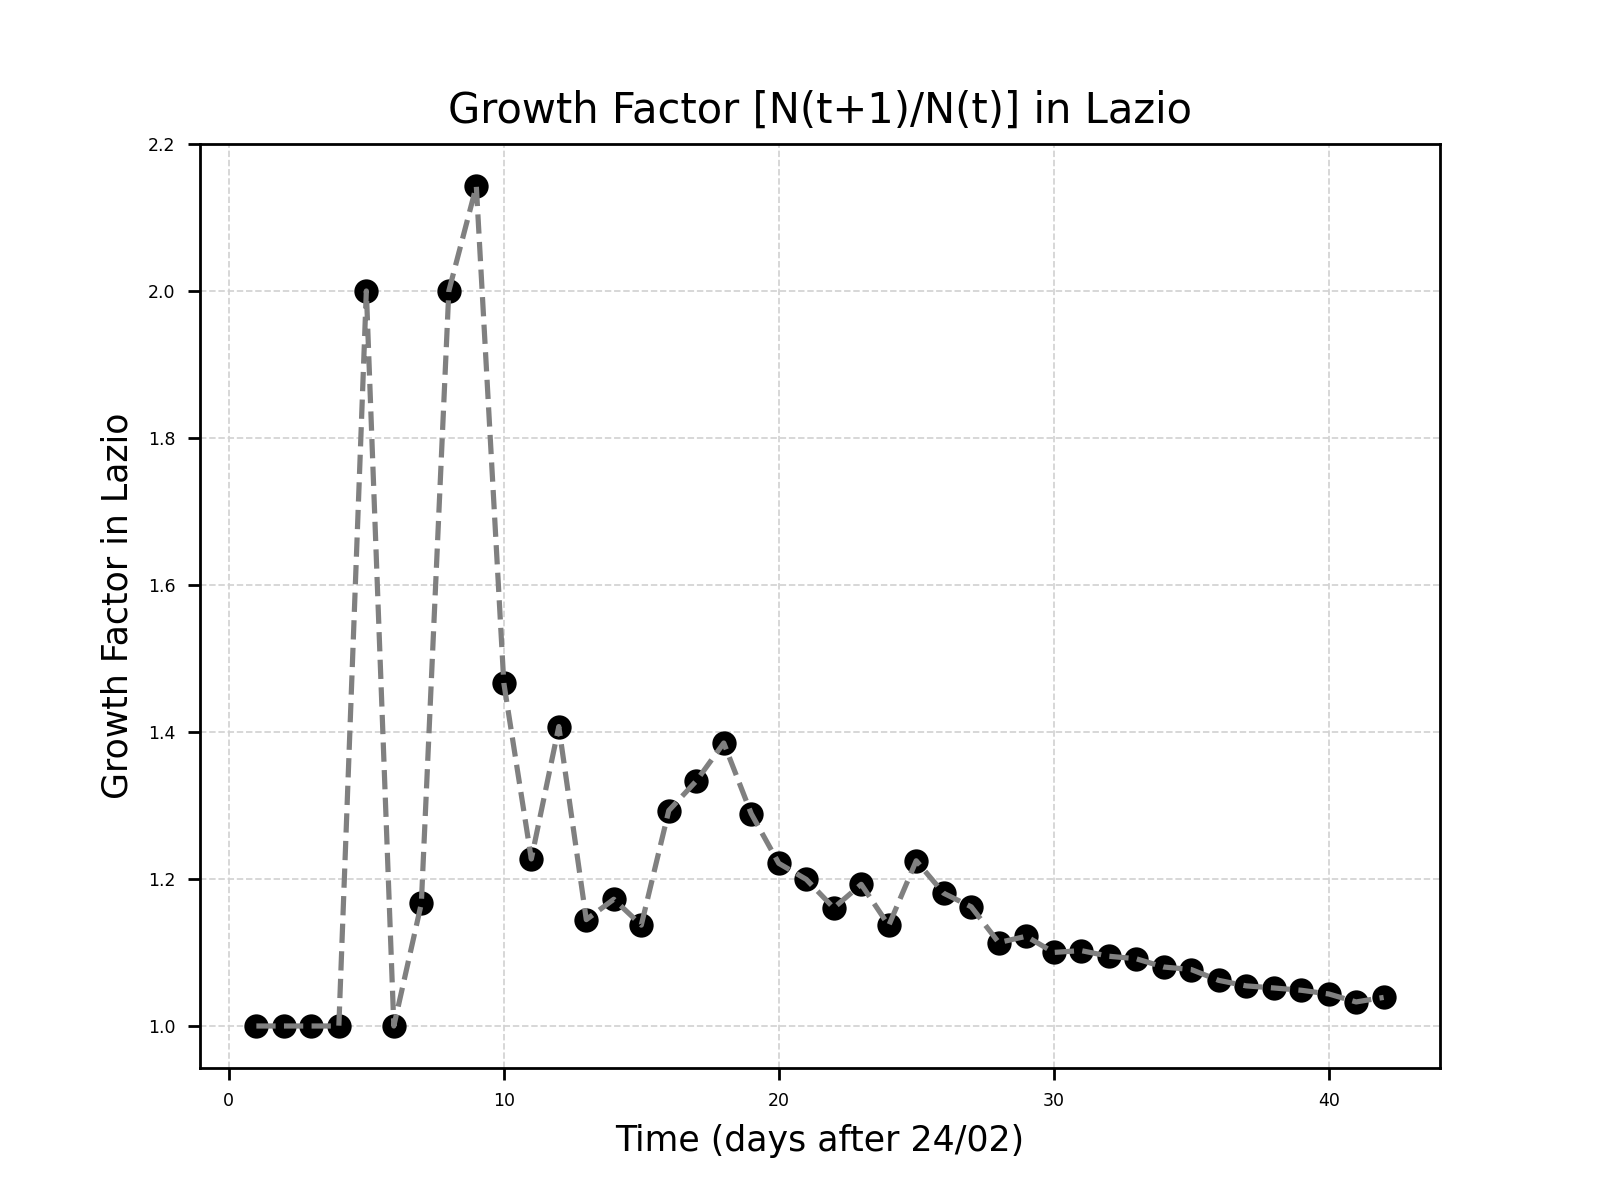 Growth Factor [N(t+1)/N(t)] in Lazio
Growth Factor in Lazio
2.2
2.0
1.8
1.6
1.4
1.2
1.0
0 10 20 30 40
Time (days after 24/02)